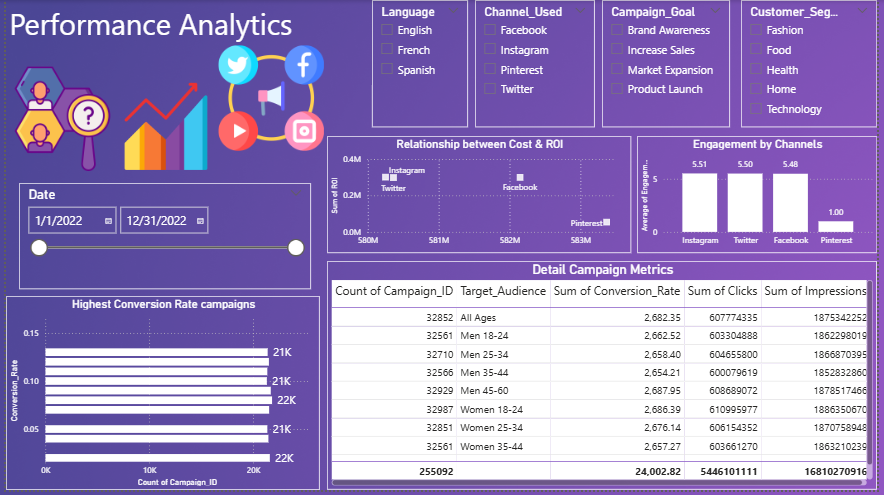 Performance Analytics
Language
English
French
Spanish
Channel_Used
Facebook
Instagram
Pinterest
Twitter
Campaign_Goal
Brand Awareness
Increase Sales
Market Expansion
Product Launch
Customer_Seg...
Fashion
Food
Health
Home
Technology
?
Date
1/1/2022 12/31/2022
Relationship between Cost & ROI
Sum of ROI
0.4M
0.2M
0.0M
Instagram
Twitter
Facebook
Pinterest
580M 581M 582M 583M
Engagement by Channels
Average of Engagem...
5
0
5.51 5.50 5.48 1.00
Instagram Twitter Facebook Pinterest
Highest Conversion Rate campaigns
Conversion_Rate
0.15
0.10
0.05
21K
21K
22K
21K
22K
0K 10K 20K
Count of Campaign_ID
Detail Campaign Metrics
Count of Campaign_ID Target_Audience Sum of Conversion_Rate Sum of Clicks Sum of Impressions
32852 All Ages 2,682.35 607774335 1875342252
32561 Men 18-24 2,662.52 603304888 1862298019
32710 Men 25-34 2,658.40 604655800 1866870395
32566 Men 35-44 2,654.21 600079619 1852832860
32929 Men 45-60 2,687.95 608689072 1878517466
32987 Women 18-24 2,686.39 610995977 1886350670
32851 Women 25-34 2,676.14 606154352 1870758948
32561 Women 35-44 2,657.27 603661270 1863210239
255092 24,002.82 5446101111 16810270916